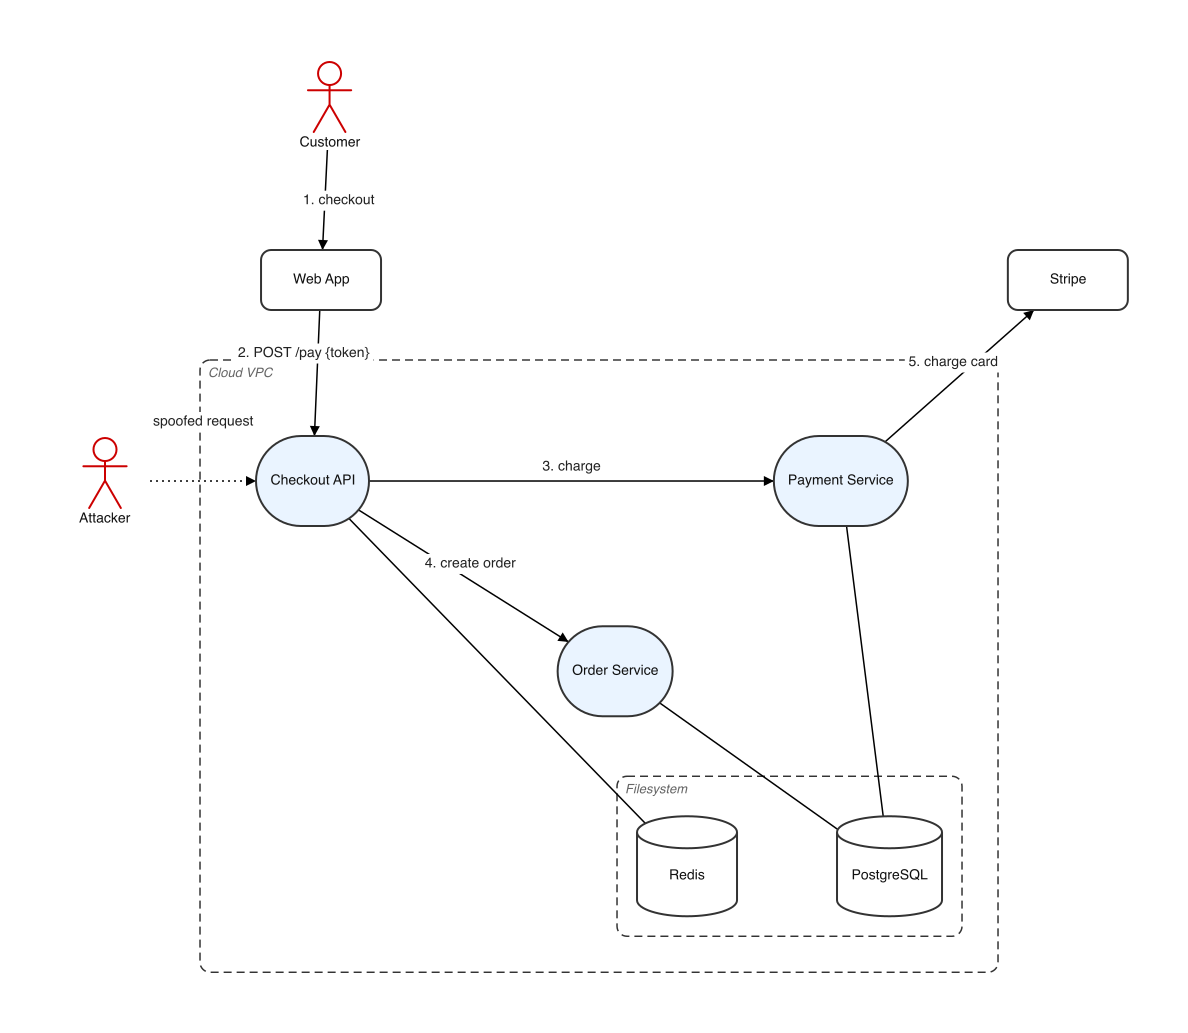 Customer
1. checkout
Web App
Stripe
2. POST /pay {token}
5. charge card
Cloud VPC
spoofed request
3. charge
Checkout API
Payment Service
Attacker
4. create order
Order Service
Filesystem
Redis
PostgreSQL